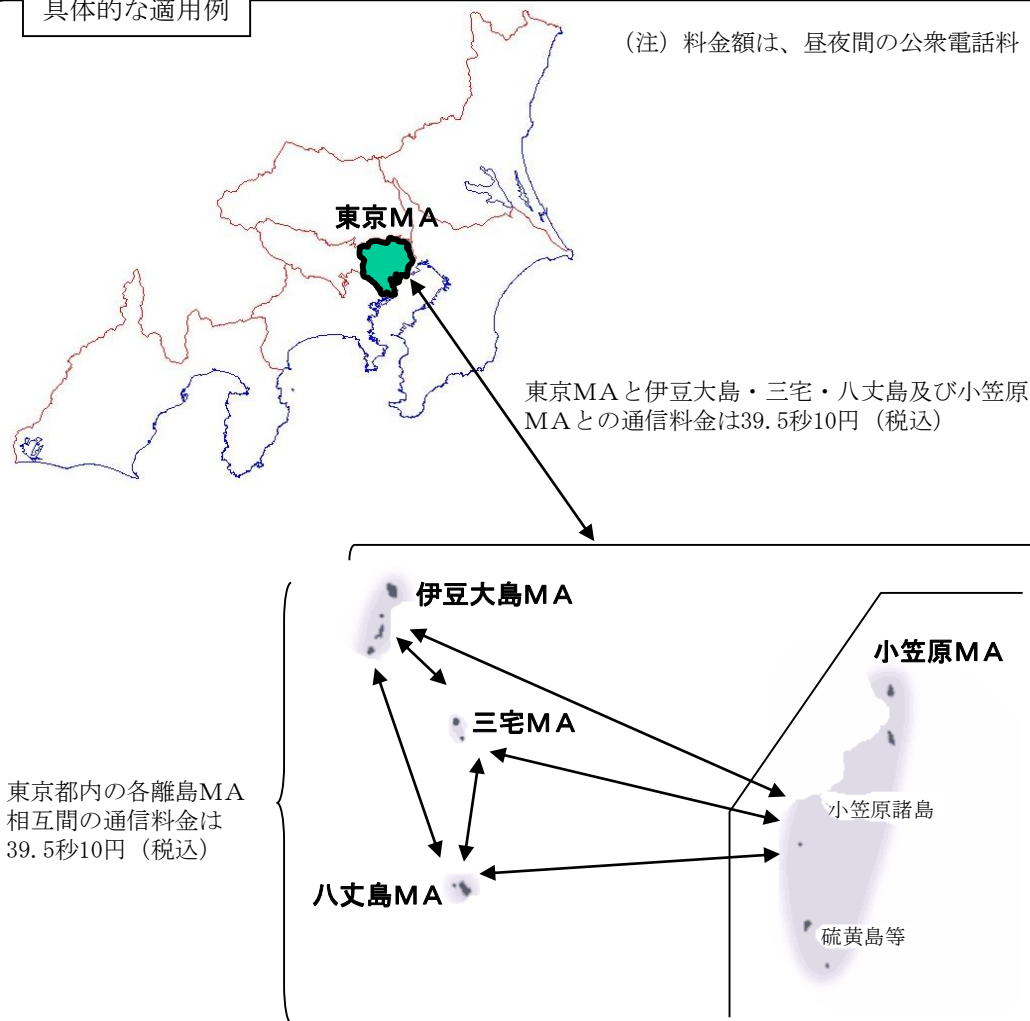 具体的な適用例
（注）料金額は、昼夜間の公衆電話料
東京ＭＡ
東京ＭＡと伊豆大島・三宅・八丈島及び小笠原
ＭＡとの通信料金は39.5秒10円（税込）
伊豆大島ＭＡ
小笠原ＭＡ
三宅ＭＡ
東京都内の各離島ＭＡ
相互間の通信料金は
39.5秒10円（税込）
小笠原諸島
八丈島ＭＡ
硫黄島等